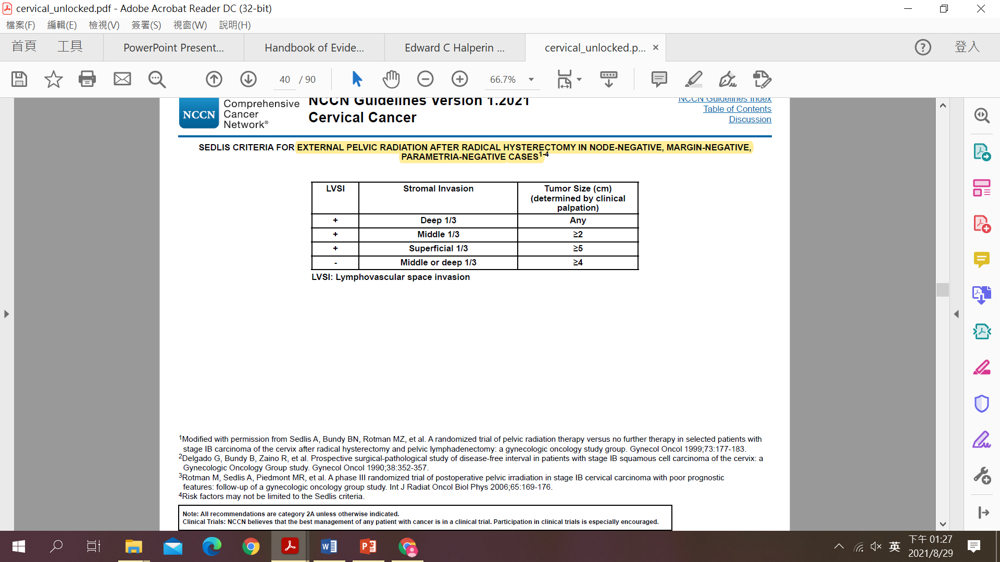 cervical_unlocked.pdf - Adobe Acrobat Reader DC (32-bit)
檔案(F) 編輯(E) 檢視(V) 簽署(S) 視窗(W) 說明(H)
首頁 工具 PowerPoint Present... Handbook of Evide... Edward C Halperin ... cervical_unlocked.p... × ? 登入
40 / 90 66.7%
NCCN
Comprehensive
Cancer
Network®
NCCN Guidelines Version 1.2021
Cervical Cancer
NCCN Guidelines Index
Table of Contents
Discussion
SEDLIS CRITERIA FOR EXTERNAL PELVIC RADIATION AFTER RADICAL HYSTERECTOMY IN NODE-NEGATIVE, MARGIN-NEGATIVE,
PARAMETRIA-NEGATIVE CASES1-4
LVSI Stromal Invasion Tumor Size (cm)
(determined by clinical
palpation)
+ Deep 1/3 Any
+ Middle 1/3 ≥2
+ Superficial 1/3 ≥5
- Middle or deep 1/3 ≥4
LVSI: Lymphovascular space invasion
1Modified with permission from Sedlis A, Bundy BN, Rotman MZ, et al. A randomized trial of pelvic radiation therapy versus no further therapy in selected patients with
stage IB carcinoma of the cervix after radical hysterectomy and pelvic lymphadenectomy: a gynecologic oncology study group. Gynecol Oncol 1999;73:177-183.
2Delgado G, Bundy B, Zaino R, et al. Prospective surgical-pathological study of disease-free interval in patients with stage IB squamous cell carcinoma of the cervix: a
Gynecologic Oncology Group study. Gynecol Oncol 1990;38:352-357.
3Rotman M, Sedlis A, Piedmont MR, et al. A phase III randomized trial of postoperative pelvic irradiation in stage IB cervical carcinoma with poor prognostic
features: follow-up of a gynecologic oncology group study. Int J Radiat Oncol Biol Phys 2006;65:169-176.
4Risk factors may not be limited to the Sedlis criteria.
Note: All recommendations are category 2A unless otherwise indicated.
Clinical Trials: NCCN believes that the best management of any patient with cancer is in a clinical trial. Participation in clinical trials is especially encouraged.
英
下午 01:27
2021/8/29